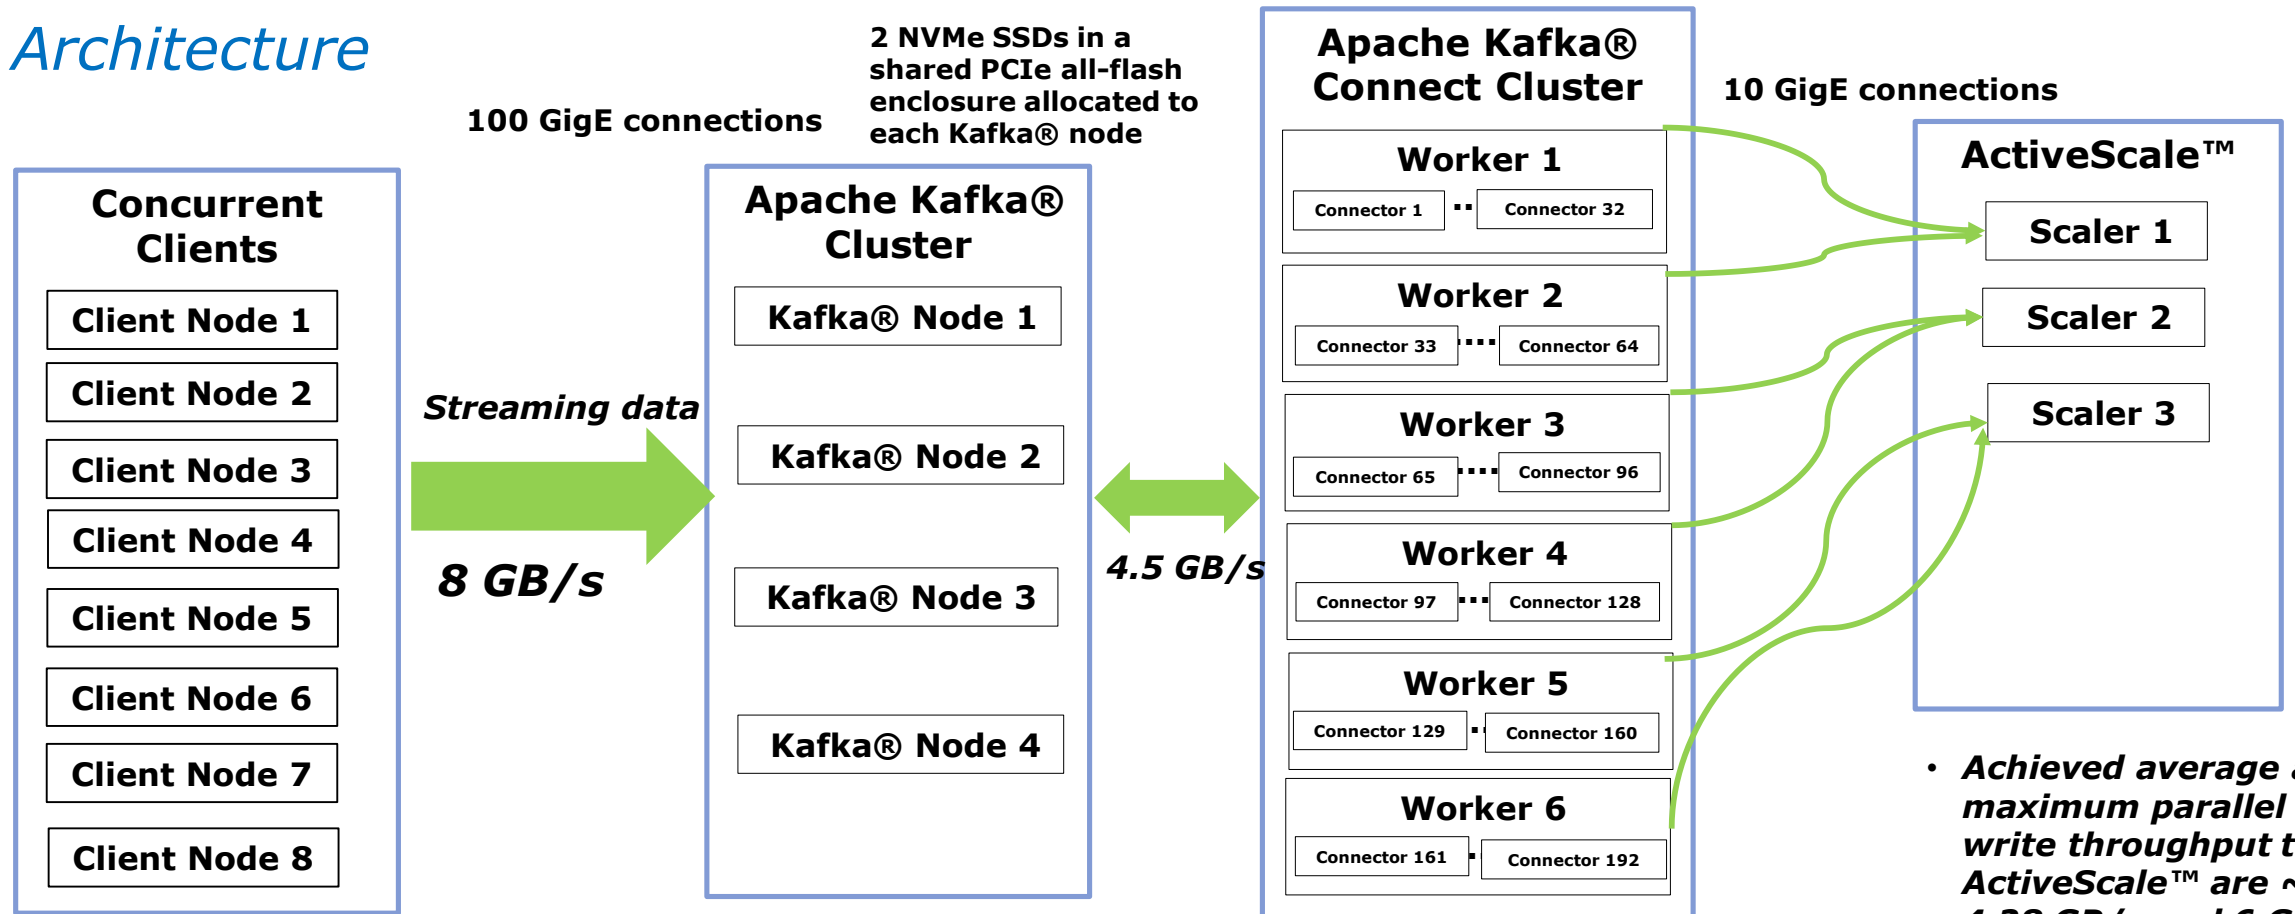 Architecture
100 GigE connections
2 NVMe SSDs in a
shared PCIe all-flash
enclosure allocated to
each Kafka® node
Concurrent
Clients
Client Node 1
Client Node 2
Client Node 3
Client Node 4
Client Node 5
Client Node 6
Client Node 7
Client Node 8
Streaming data
8 GB/s
Apache Kafka®
Cluster
Kafka® Node 1
Kafka® Node 2
Kafka® Node 3
Kafka® Node 4
4.5 GB/s
Apache Kafka®
Connect Cluster
Worker 1
Connector 1 ·· Connector 32
Worker 2
Connector 33 ···· Connector 64
Worker 3
Connector 65 ···· Connector 96
Worker 4
Connector 97 ··· Connector 128
Worker 5
Connector 129 ·· Connector 160
Worker 6
Connector 161 ·· Connector 192
10 GigE connections
ActiveScale™
Scaler 1
Scaler 2
Scaler 3
• Achieved average
maximum parallel
write throughput
ActiveScale™ are ~